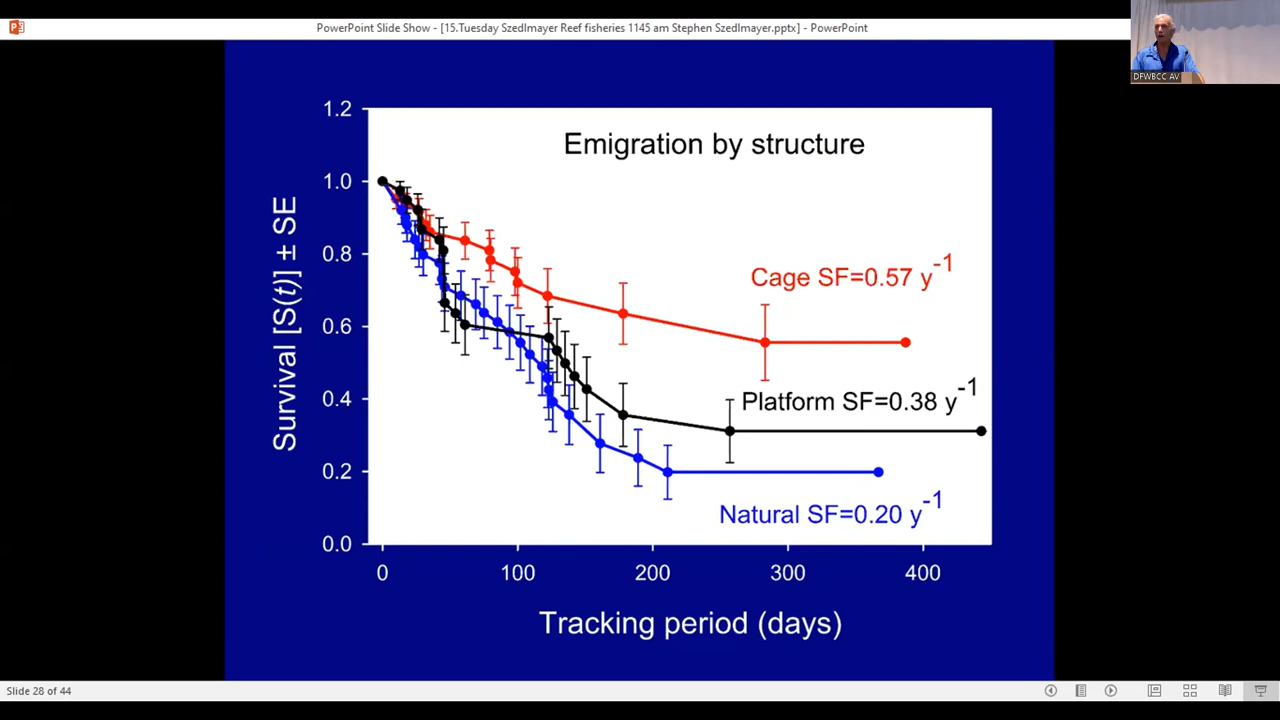 PowerPoint Slide Show - [15.Tuesday Szedlmayer Reef fisheries 1145 am Stephen Szedlmayer.pptx] - PowerPoint
DFWBCC AV
Emigration by structure
1.2
1.0
0.8
0.6
0.4
0.2
0.0
Survival [S(t)] ± SE
Cage SF=0.57 y-1
Platform SF=0.38 y-1
Natural SF=0.20 y-1
0 100 200 300 400
Tracking period (days)
Slide 28 of 44